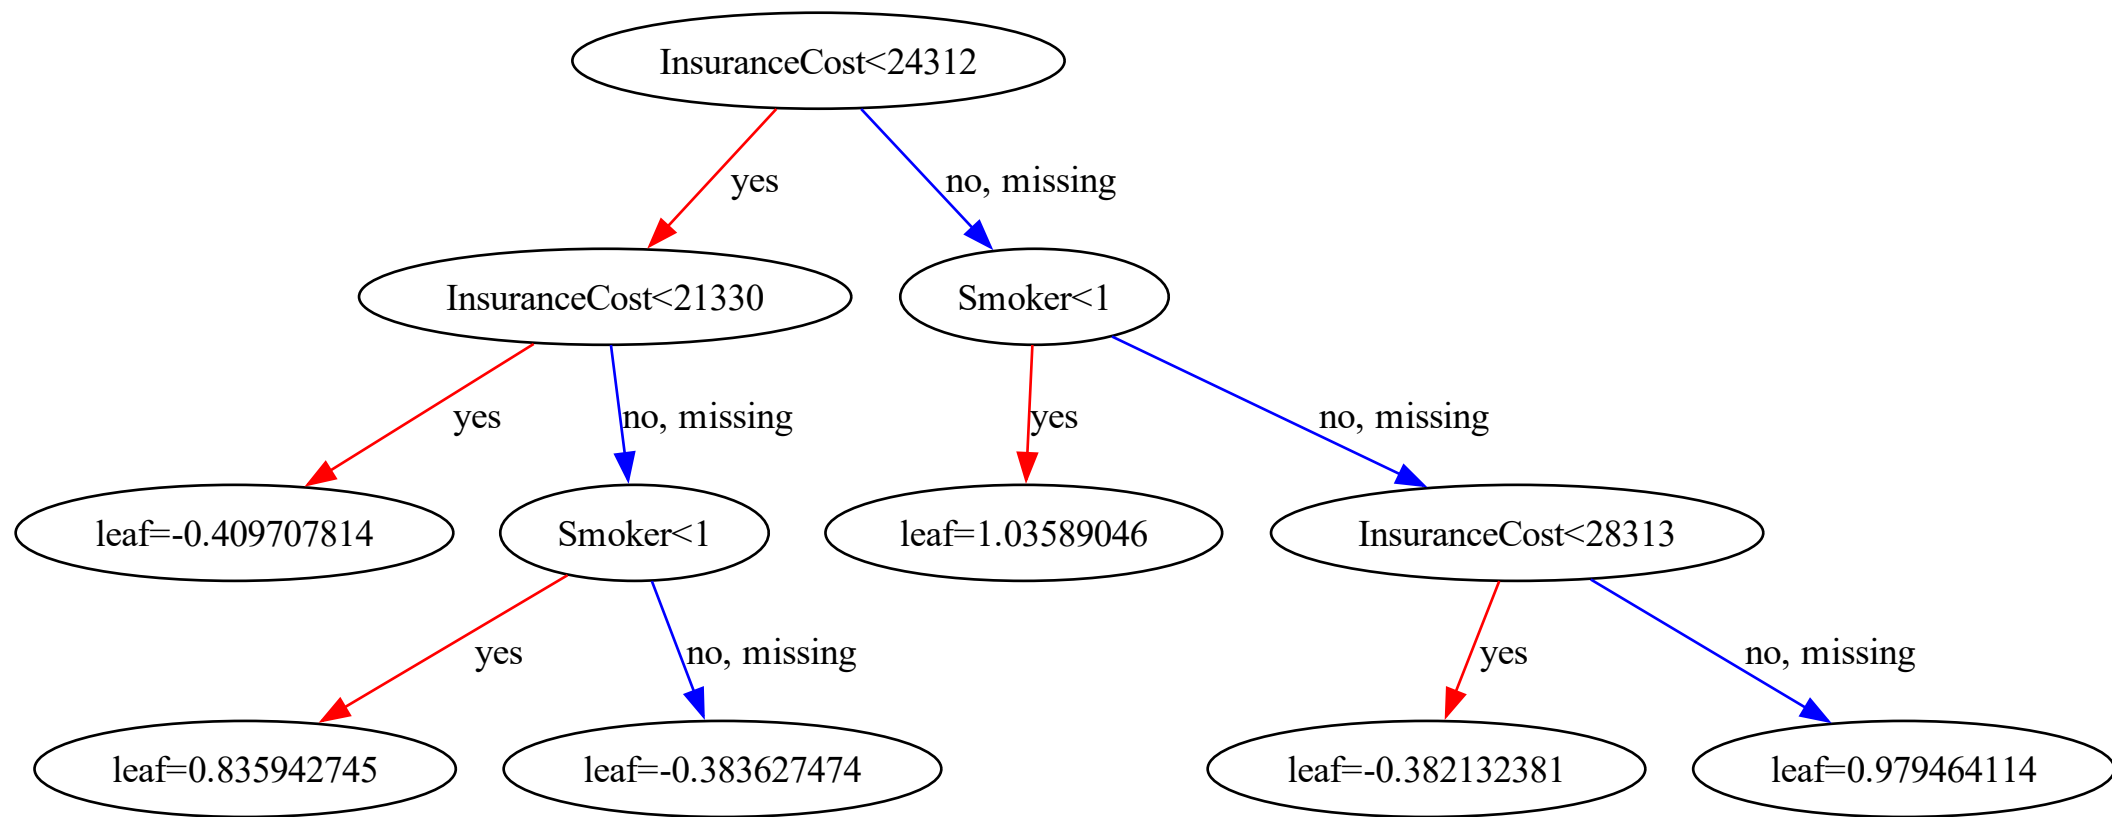 InsuranceCost<24312
yes
no, missing
InsuranceCost<21330
Smoker<1
yes
no, missing
yes
no, missing
leaf=-0.409707814
Smoker<1
leaf=1.03589046
InsuranceCost<28313
yes
no, missing
yes
no, missing
leaf=0.835942745
leaf=-0.383627474
leaf=-0.382132381
leaf=0.979464114